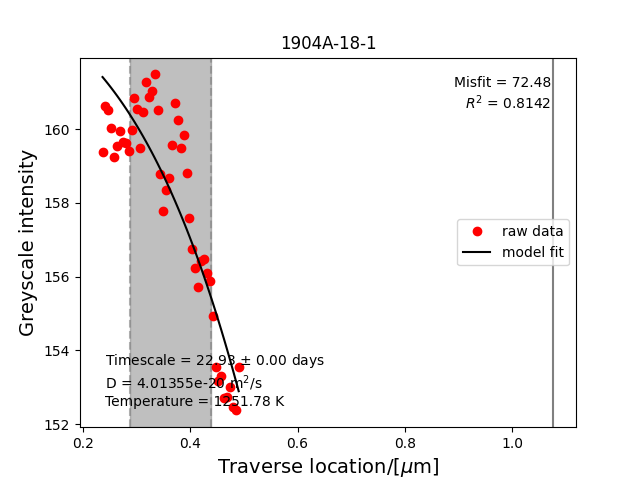 1904A-18-1
Misfit = 72.48
R² = 0.8142
raw data
model fit
Timescale = 22.93 ± 0.00 days
D = 4.01355e-20 m²/s
Temperature = 1251.78 K
Greyscale intensity
160
158
156
154
152
0.2 0.4 0.6 0.8 1.0
Traverse location/[μm]